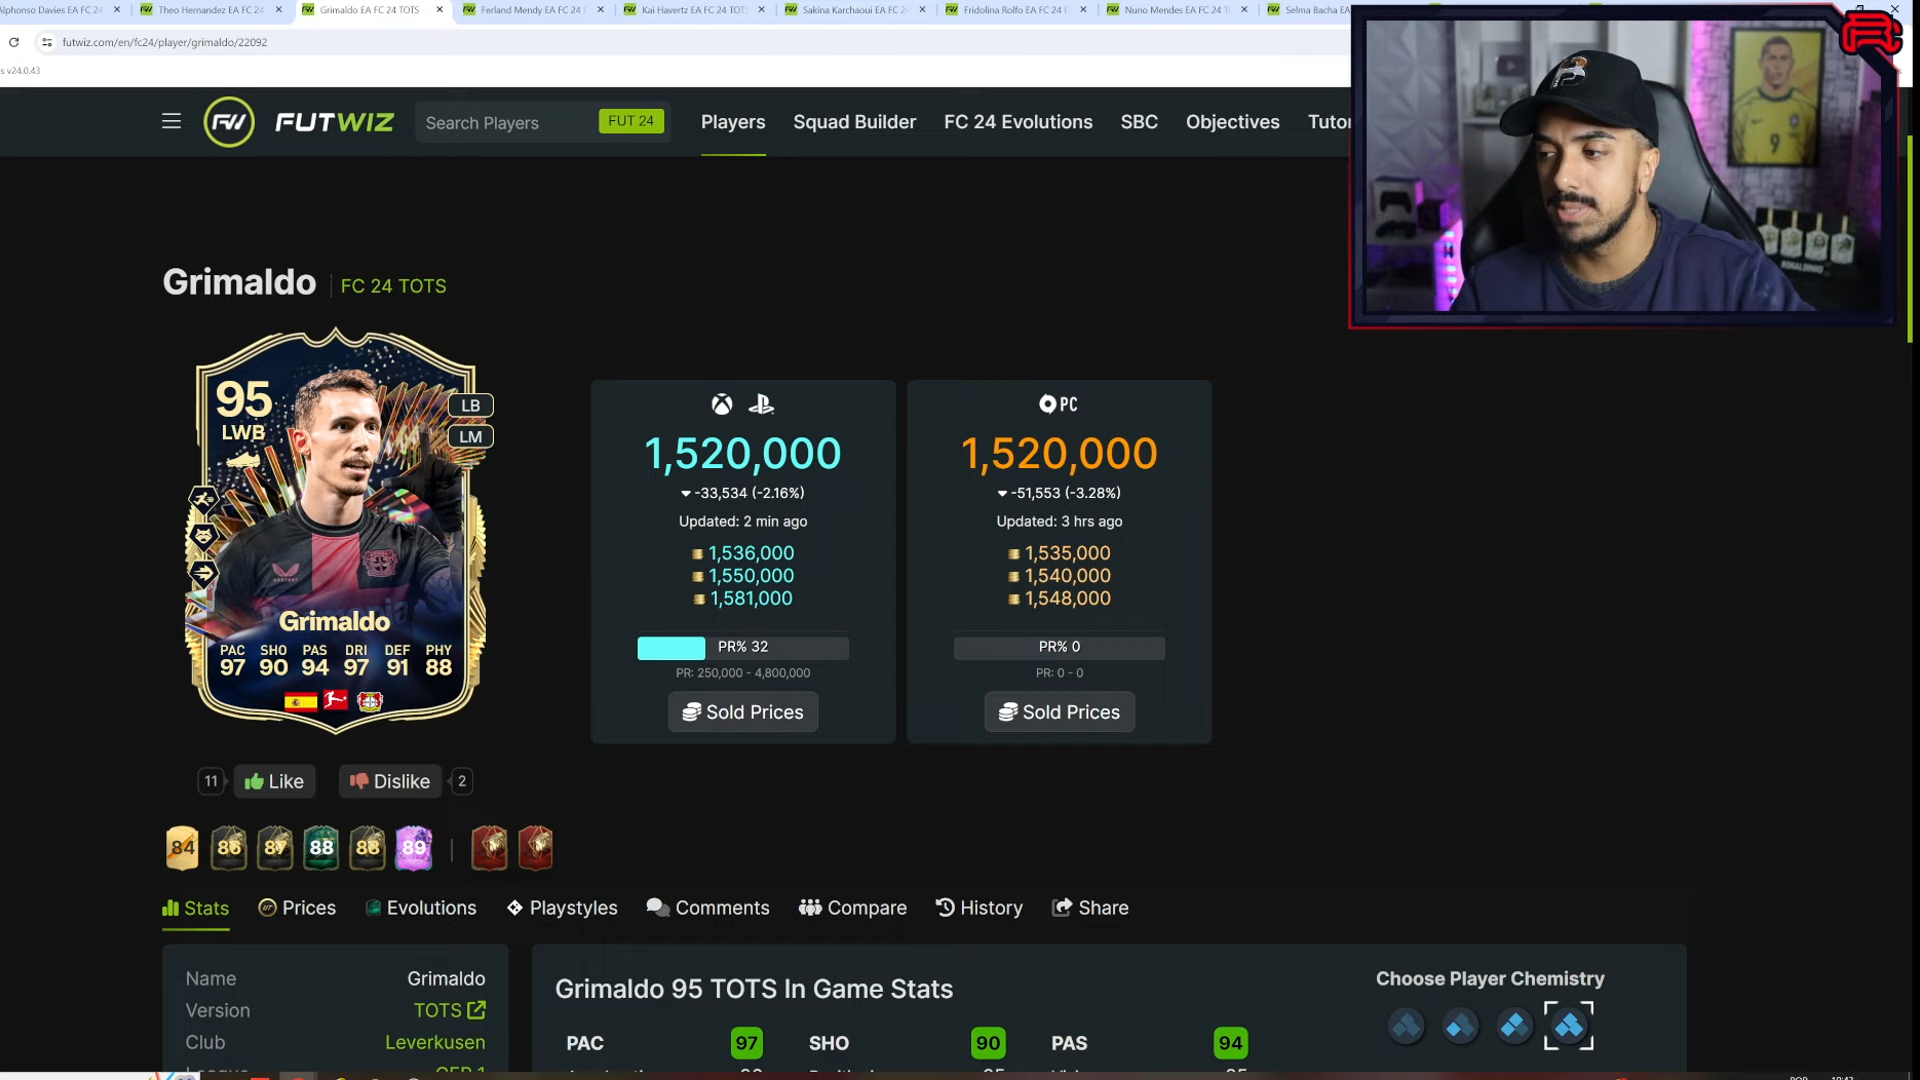 Alphonso Davies EA FC 24
Theo Hernandez EA FC 24
Grimaldo EA FC 24 TOTS
Ferland Mendy EA FC 24 F
Kai Havertz EA FC 24 TOTS
Sakina Karchaoui EA FC 24
Fridolina Rolfo EA FC 24 F
Nuno Mendes EA FC 24 T
Selma Bacha EA
futwiz.com/en/fc24/player/grimaldo/22092
s v24.0.43
FW FUTWIZ
Search Players
FUT 24
Players
Squad Builder
FC 24 Evolutions
SBC
Objectives
Tutor
9
RONALDINHO
Grimaldo
FC 24 TOTS
95
LWB
LB
LM
Grimaldo
PAC SHO PAS DRI DEF PHY
97 90 94 97 91 88
1,520,000
-33,534 (-2.16%)
Updated: 2 min ago
1,536,000
1,550,000
1,581,000
PR% 32
PR: 250,000 - 4,800,000
Sold Prices
PC
1,520,000
-51,553 (-3.28%)
Updated: 3 hrs ago
1,535,000
1,540,000
1,548,000
PR% 0
PR: 0 - 0
Sold Prices
11
Like
Dislike
2
84 86 87 88 88 89
Stats
Prices
Evolutions
Playstyles
Comments
Compare
History
Share
Name Grimaldo
Version TOTS
Club Leverkusen
Grimaldo 95 TOTS In Game Stats
Choose Player Chemistry
PAC 97
SHO 90
PAS 94